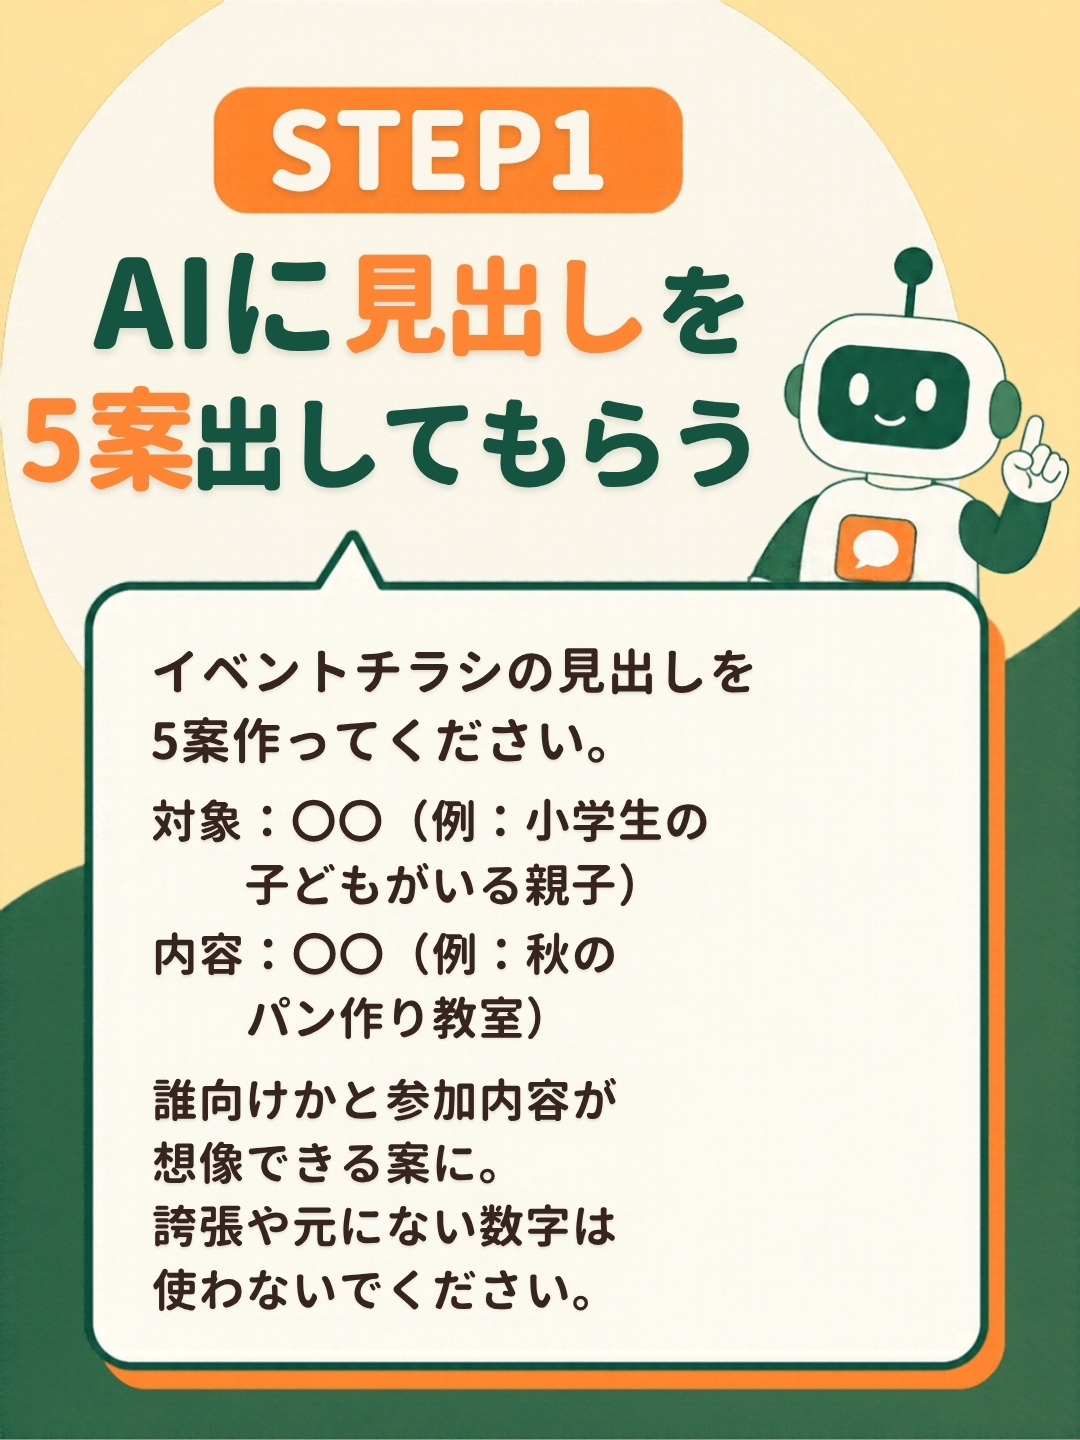 STEP1
AIに見出しを
5案出してもらう
イベントチラシの見出しを
5案作ってください。
対象：〇〇（例：小学生の
子どもがいる親子）
内容：〇〇（例：秋の
パン作り教室）
誰向けかと参加内容が
想像できる案に。
誇張や元にない数字は
使わないでください。